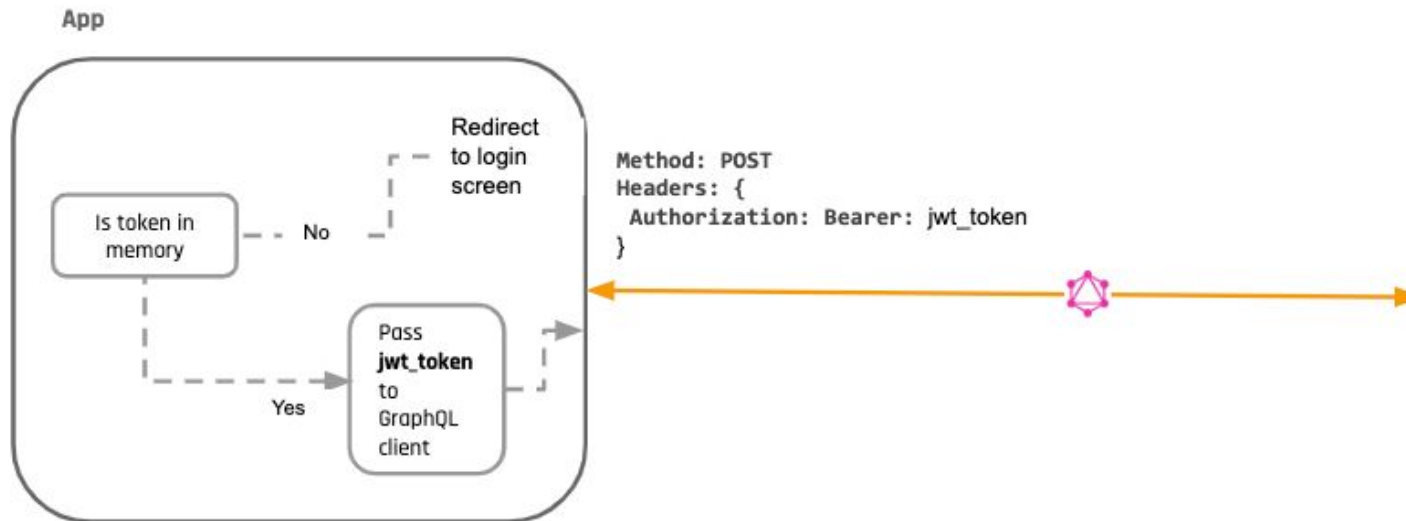 App
Redirect
to login
screen
Is token in
memory
No
Pass
jwt_token
to
GraphQL
client
Yes
Method: POST
Headers: {
Authorization: Bearer: jwt_token
}